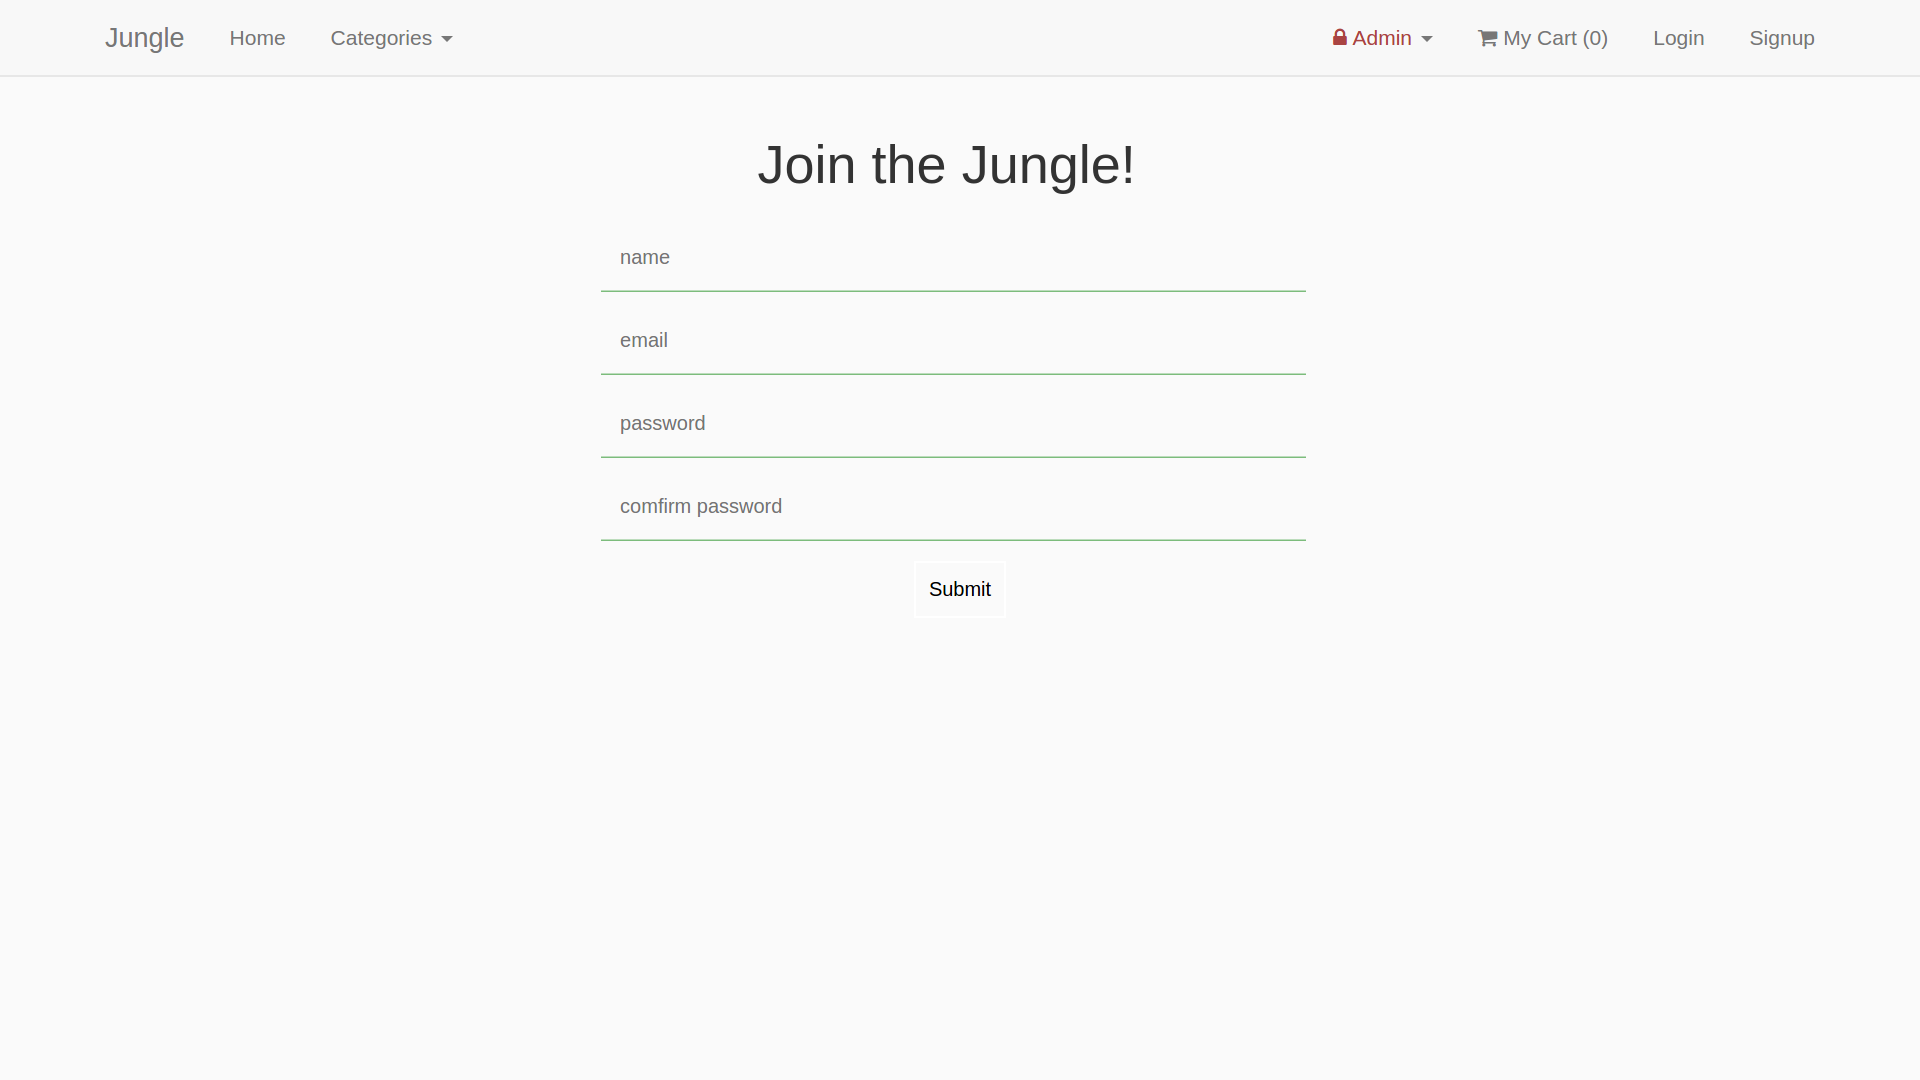 Jungle Home Categories Admin My Cart (0) Login Signup
Join the Jungle!
name
email
password
comfirm password
Submit